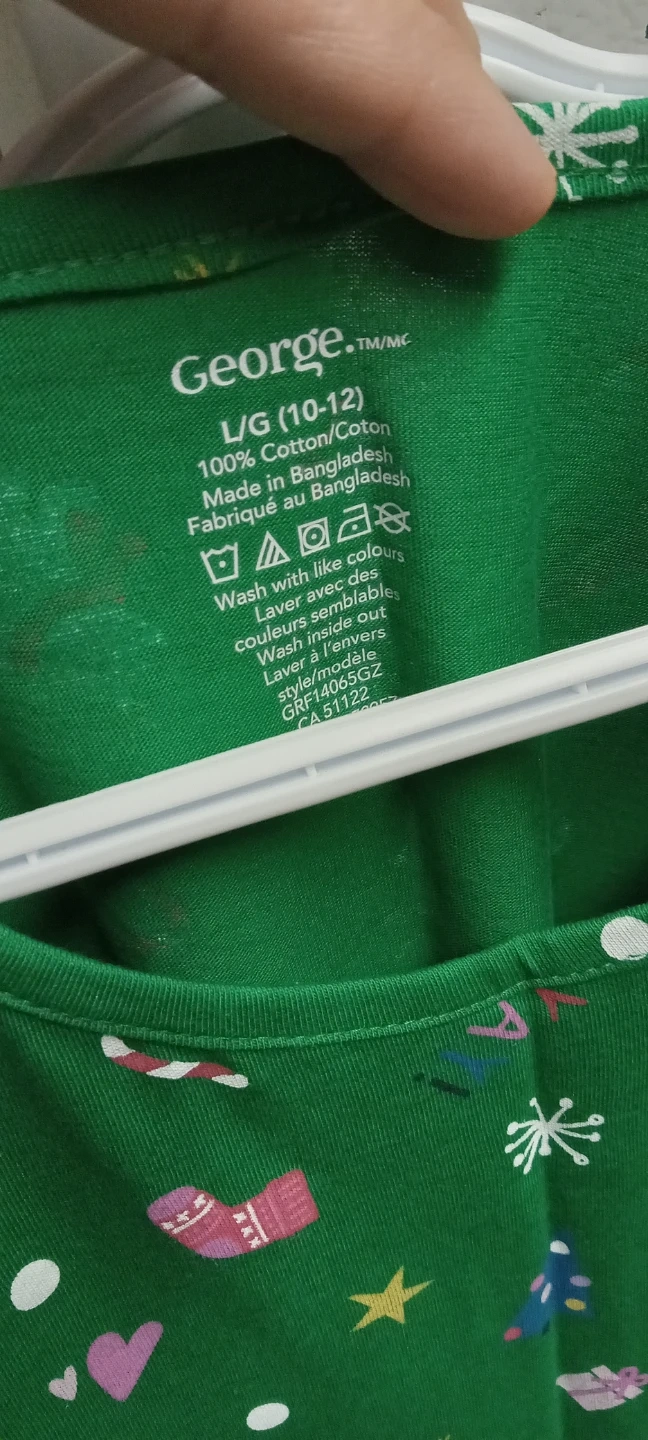 George.TM/MC
L/G (10-12)
100% Cotton/Coton
Made in Bangladesh
Fabriqué au Bangladesh
Wash with like colours
Laver avec des
couleurs semblables
Wash inside out
Laver à l'envers
style/modèle
GRF14065GZ
CA 51122
YAY!